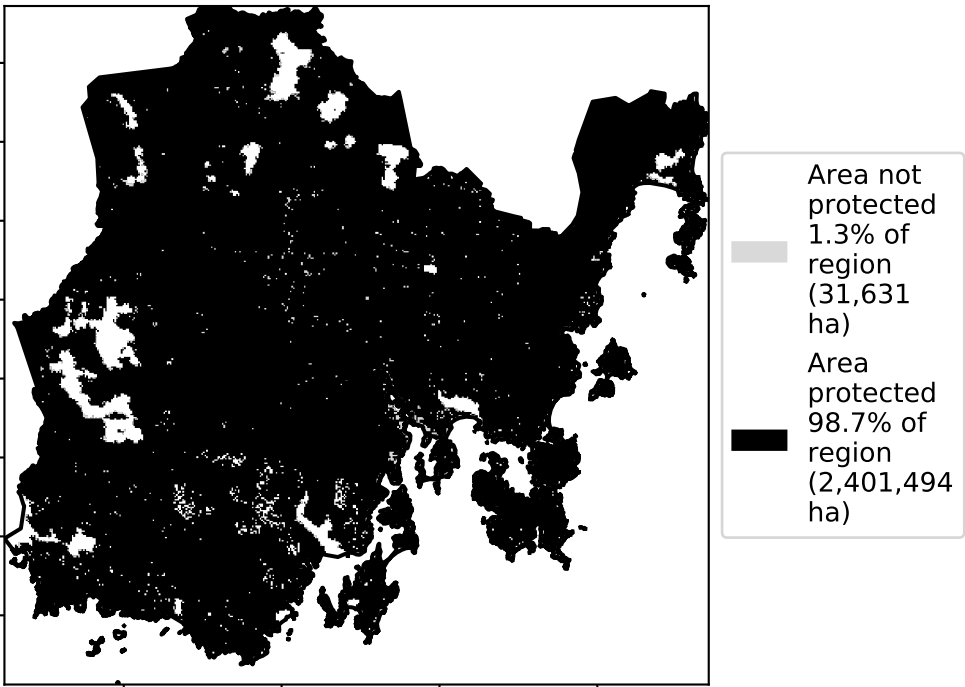 Area not
protected
1.3% of
region
(31,631
ha)
Area
protected
98.7% of
region
(2,401,494
ha)